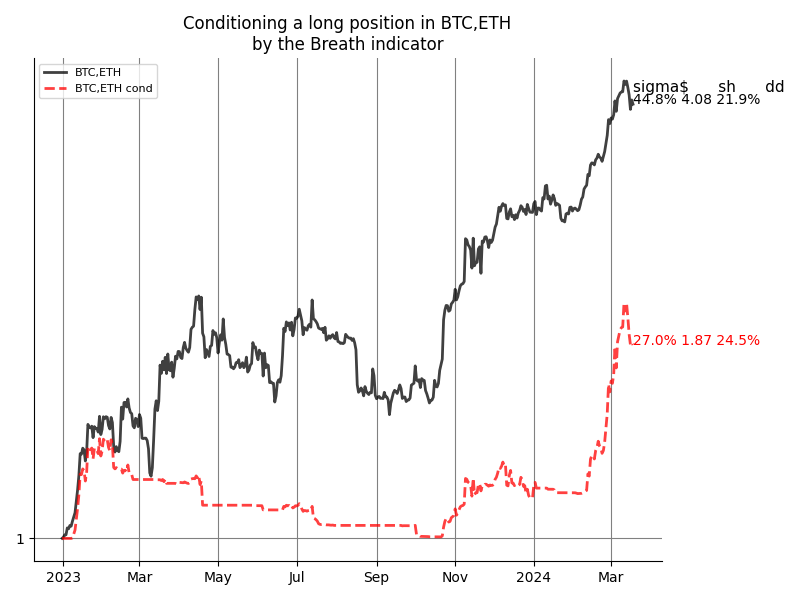 Conditioning a long position in BTC,ETH
by the Breath indicator
BTC,ETH
BTC,ETH cond
sigma$ sh dd
44.8% 4.08 21.9%
27.0% 1.87 24.5%
1
2023 Mar May Jul Sep Nov 2024 Mar